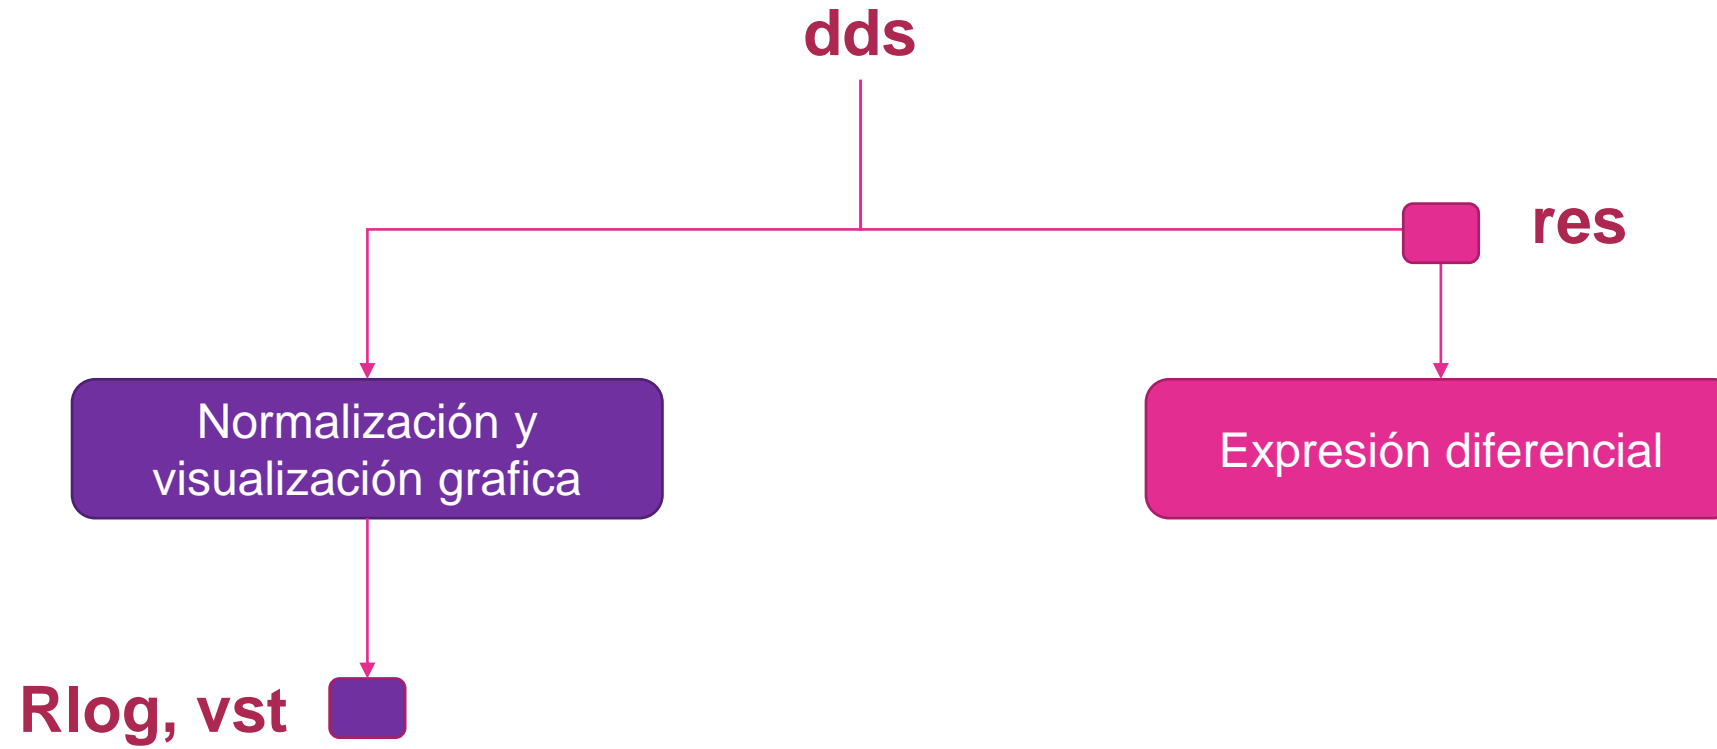 dds
res
Normalización y
visualización grafica
Expresión diferencial
Rlog, vst